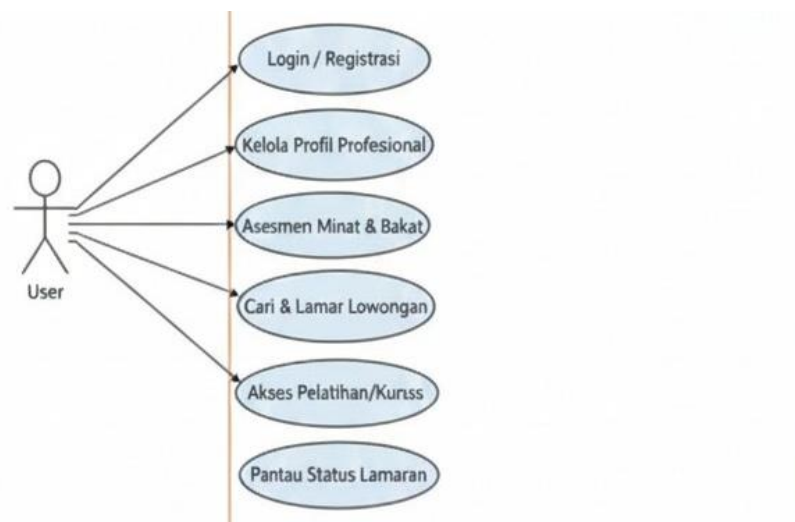 Login / Registrasi
Kelola Profil Profesional
Asesmen Minat & Bakat
User
Cari & Lamar Lowongan
Akses Pelatihan/Kuriss
Pantau Status Lamaran